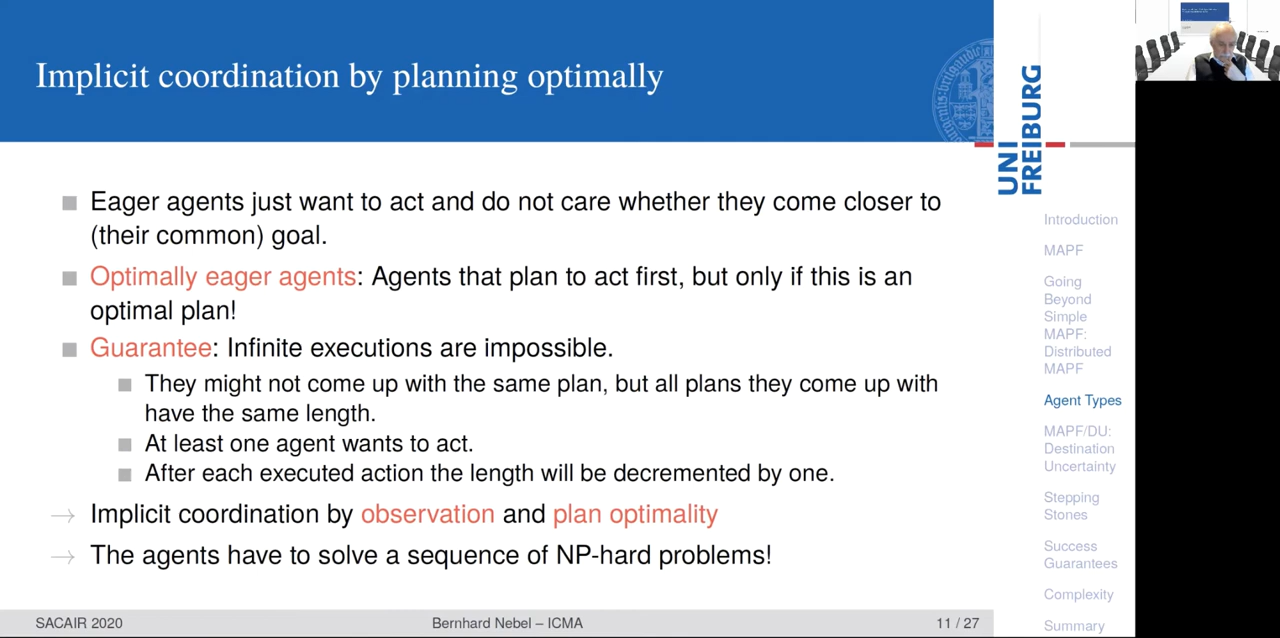 Implicit coordination by planning optimally
Eager agents just want to act and do not care whether they come closer to
(their common) goal.
Optimally eager agents: Agents that plan to act first, but only if this is an
optimal plan!
Guarantee: Infinite executions are impossible.
They might not come up with the same plan, but all plans they come up with
have the same length.
At least one agent wants to act.
After each executed action the length will be decremented by one.
→ Implicit coordination by observation and plan optimality
→ The agents have to solve a sequence of NP-hard problems!
SACAIR 2020
Bernhard Nebel – ICMA
11 / 27
UNI
FREIBURG
Introduction
MAPF
Going
Beyond
Simple
MAPF:
Distributed
MAPF
Agent Types
MAPF/DU:
Destination
Uncertainty
Stepping
Stones
Success
Guarantees
Complexity
Summary